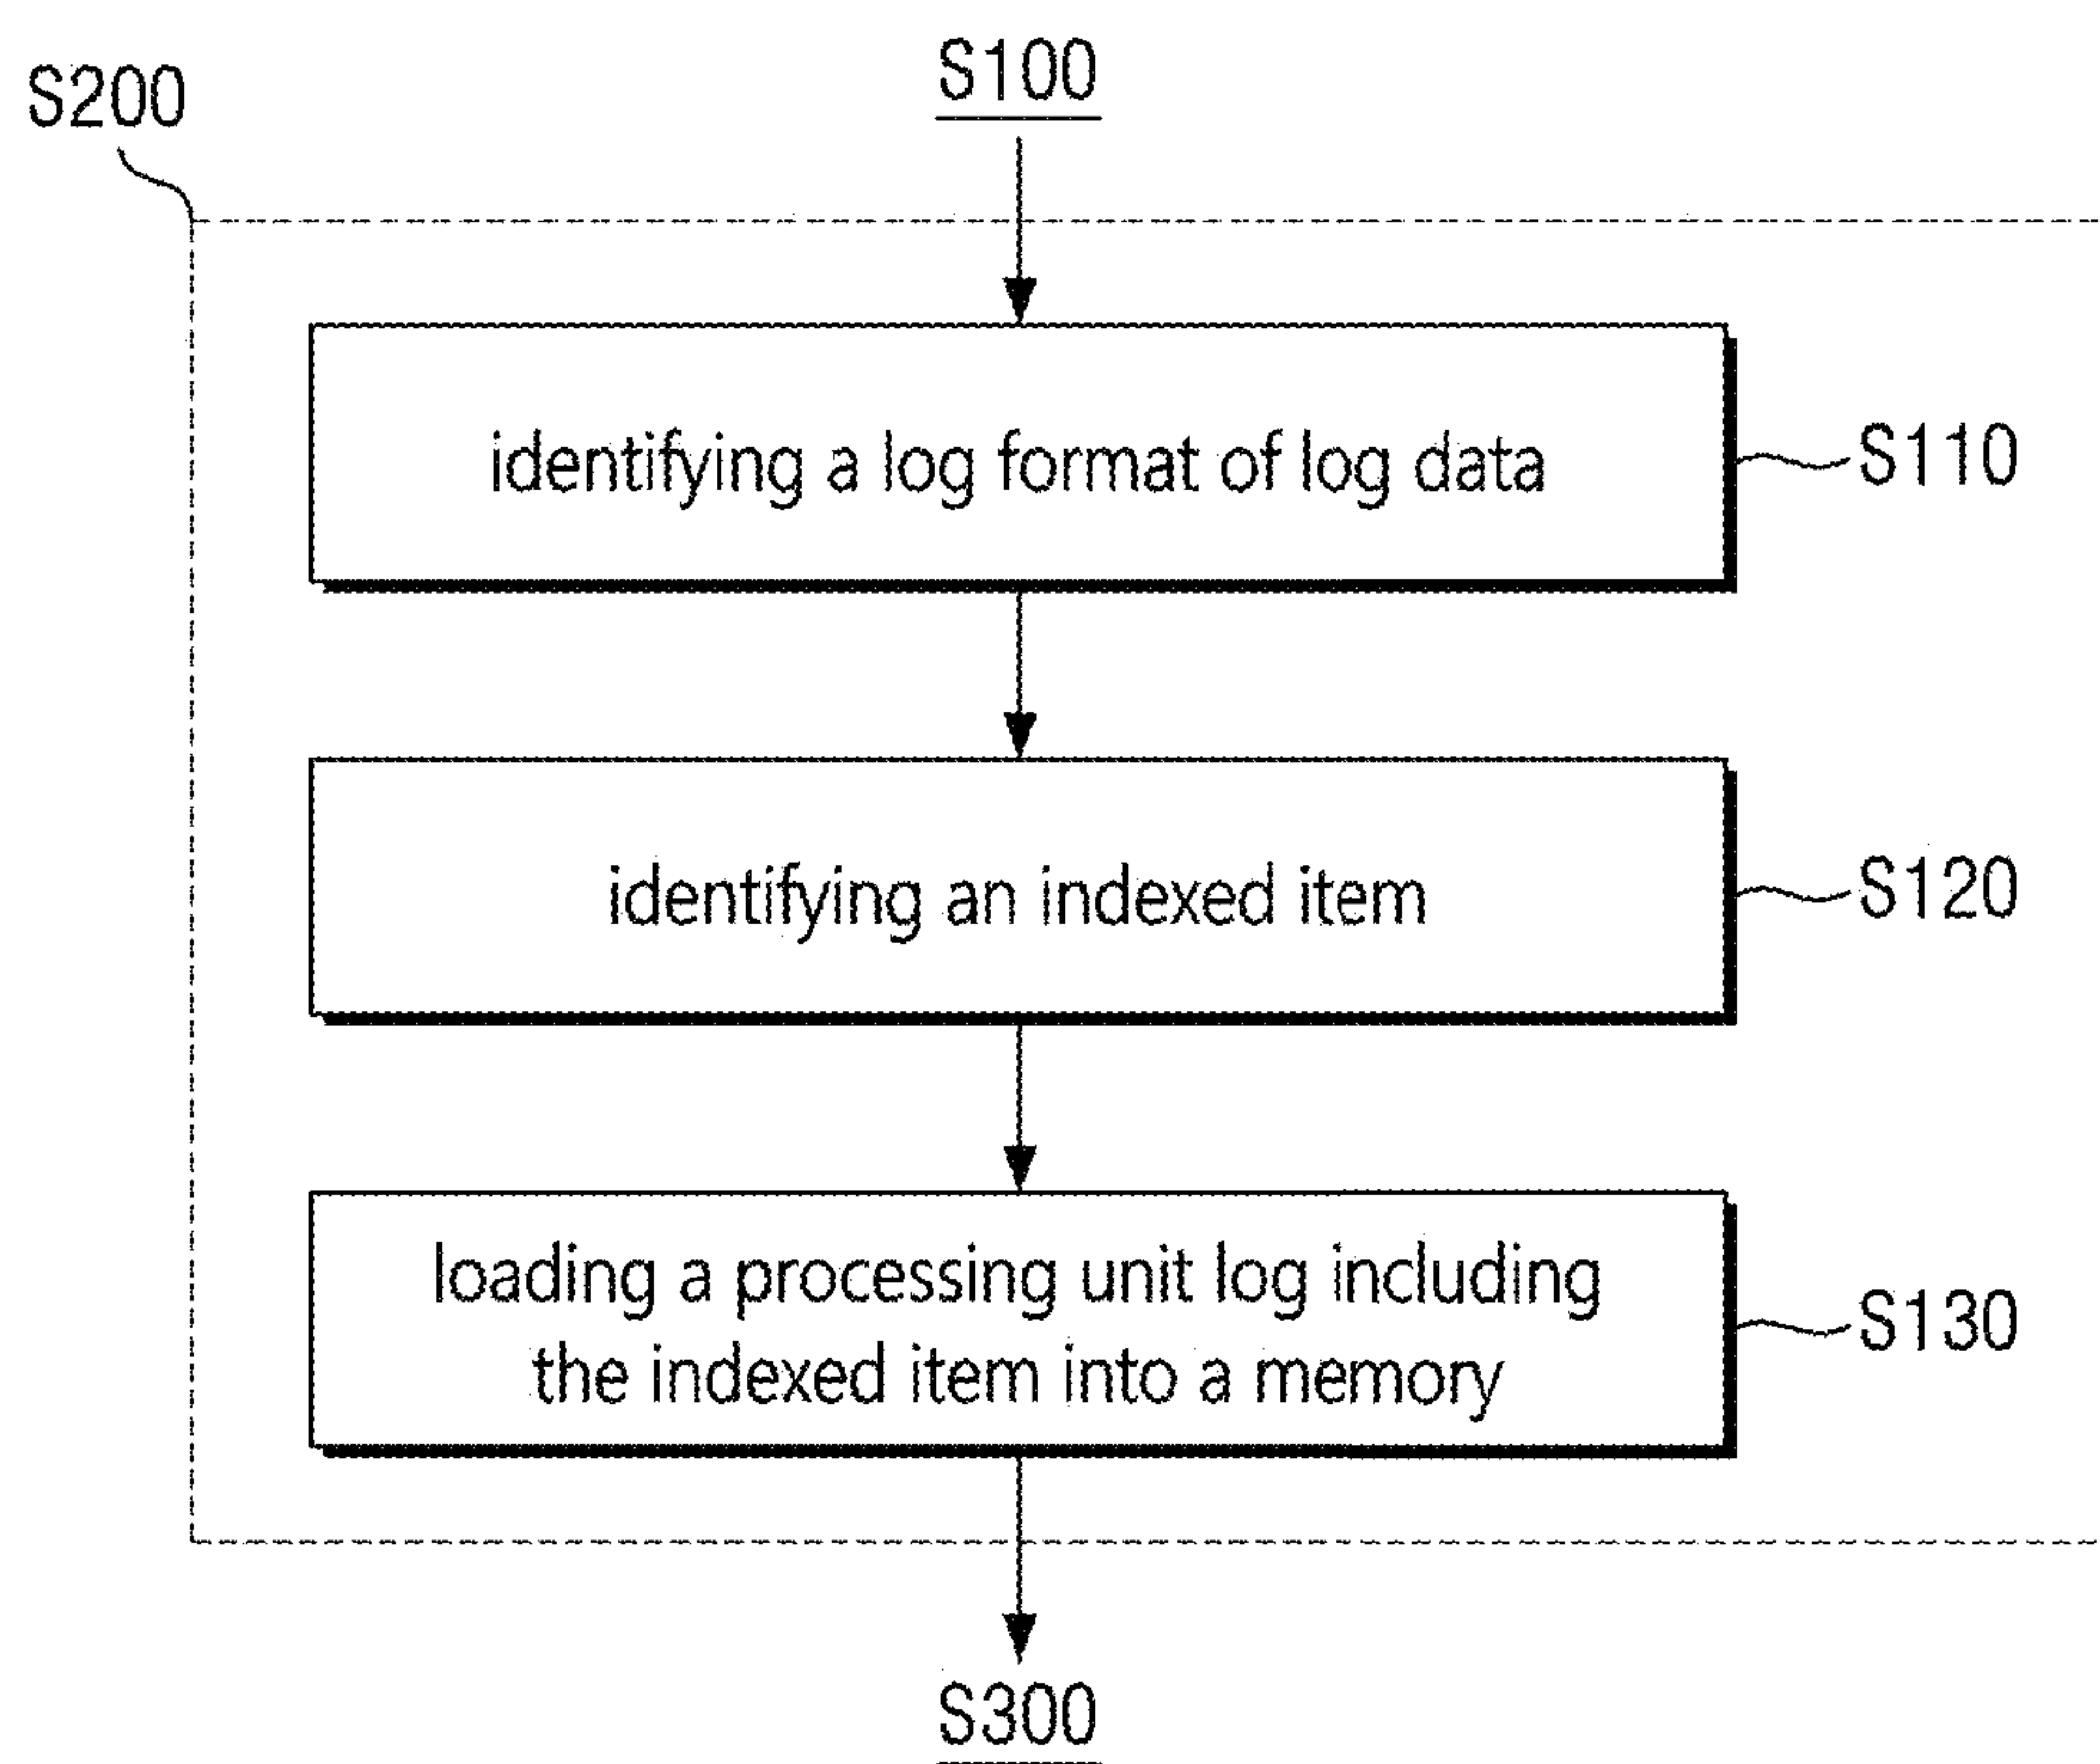 S100
S200
identifying a log format of log data
S110
identifying an indexed item
S120
loading a processing unit log including
the indexed item into a memory
S130
S300